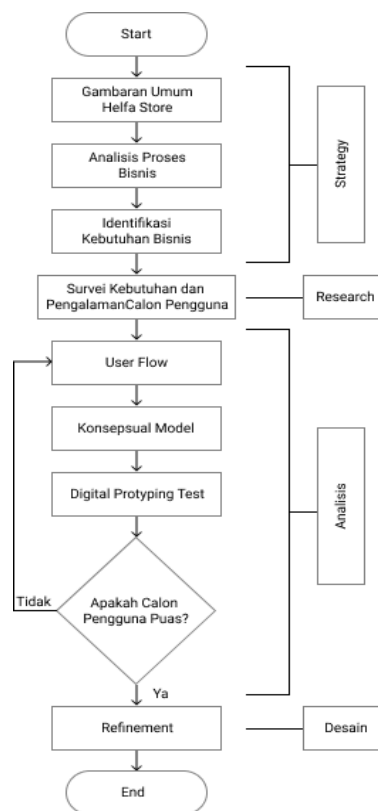 Start
Gambaran Umum
Helfa Store
Analisis Proses
Bisnis
Strategy
Identifikasi
Kebutuhan Bisnis
Survei Kebutuhan dan
PengalamanCalon Pengguna
Research
User Flow
Konsepsual Model
Digital Protyping Test
Analisis
Tidak
Apakah Calon
Pengguna Puas?
Ya
Refinement
Desain
End